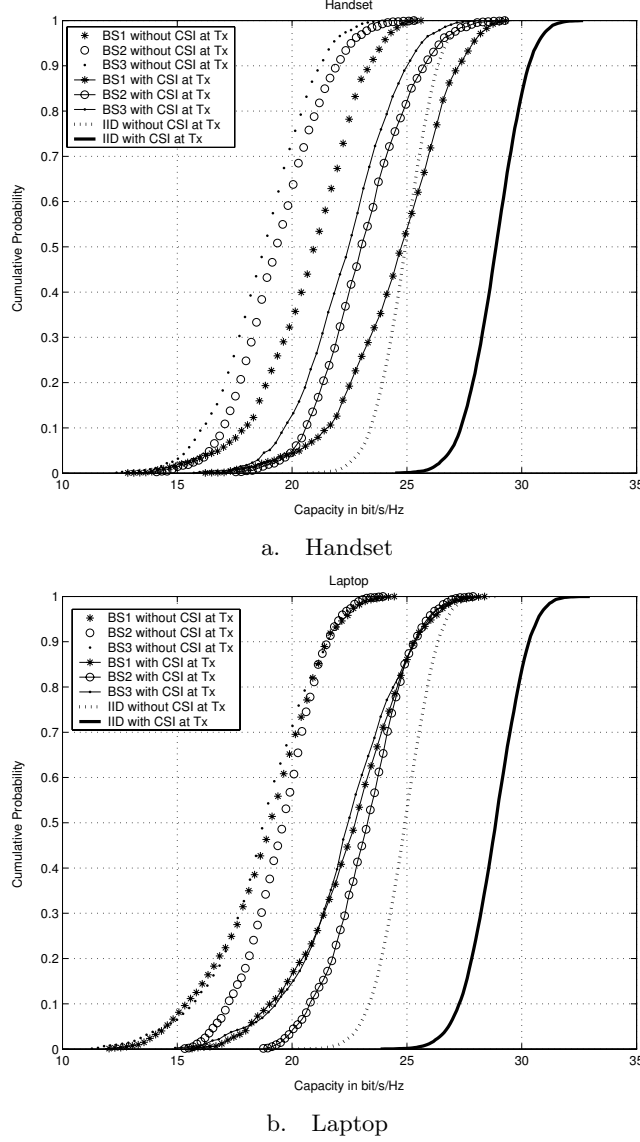 Handset
1
0.9
0.8
0.7
0.6
0.5
0.4
0.3
0.2
0.1
0
Cumulative Probability
BS1 without CSI at Tx
BS2 without CSI at Tx
BS3 without CSI at Tx
BS1 with CSI at Tx
BS2 with CSI at Tx
BS3 with CSI at Tx
IID without CSI at Tx
IID with CSI at Tx
10 15 20 25 30 35
Capacity in bit/s/Hz
a. Handset
Laptop
1
0.9
0.8
0.7
0.6
0.5
0.4
0.3
0.2
0.1
0
Cumulative Probability
BS1 without CSI at Tx
BS2 without CSI at Tx
BS3 without CSI at Tx
BS1 with CSI at Tx
BS2 with CSI at Tx
BS3 with CSI at Tx
IID without CSI at Tx
IID with CSI at Tx
10 15 20 25 30 35
Capacity in bit/s/Hz
b. Laptop